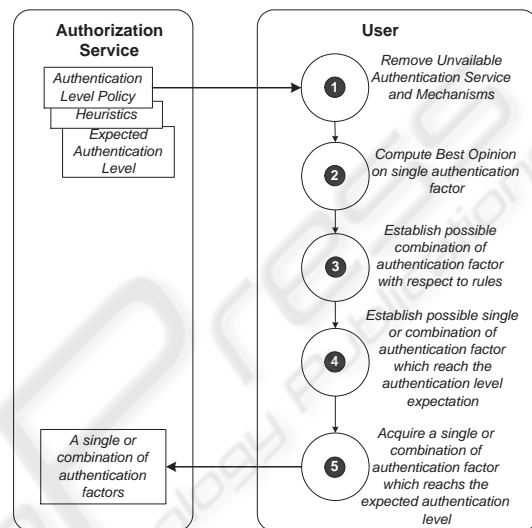 Authorization
Service
User
Authentication
Level Policy
Heuristics
Expected
Authentication
Level
1
Remove Unvailable
Authentication Service
and Mechanisms
2
Compute Best Opinion
on single authentication
factor
3
Establish possible
combination of
authentication factor
with respect to rules
4
Establish possible single
or combination of
authentication factor
which reach the
authentication level
expectation
A single or
combination of
authentication
factors
5
Acquire a single or
combination of
authentication factor
which reachs the
expected authentication
level
Press
nology Publications